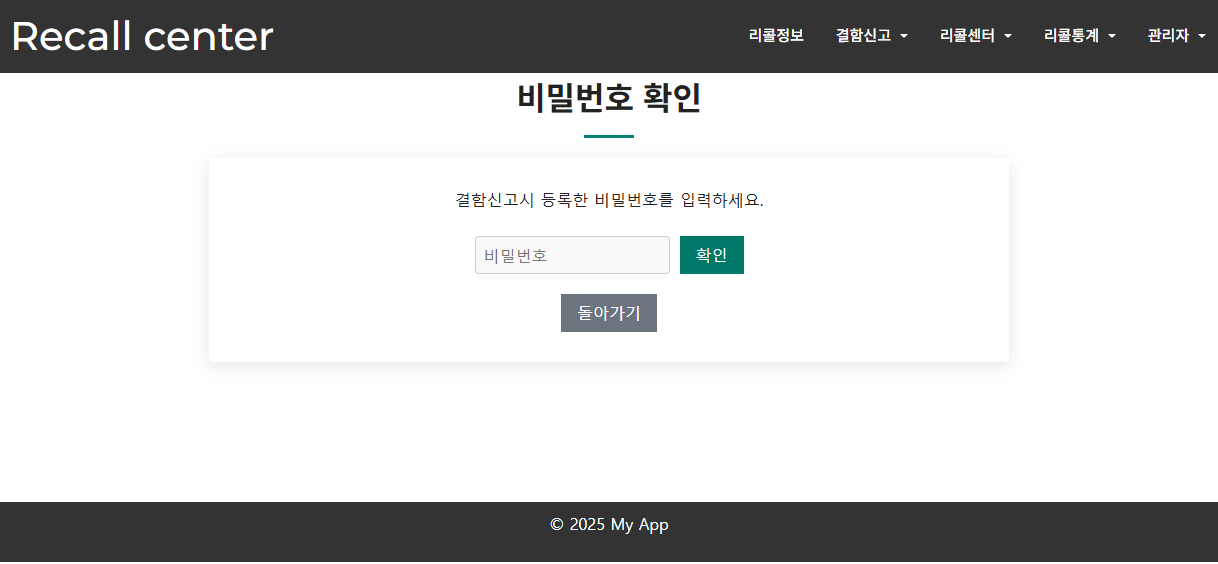 Recall center
리콜정보 결함신고 리콜센터 리콜통계 관리자
비밀번호 확인
결함신고시 등록한 비밀번호를 입력하세요.
비밀번호 확인
돌아가기
© 2025 My App